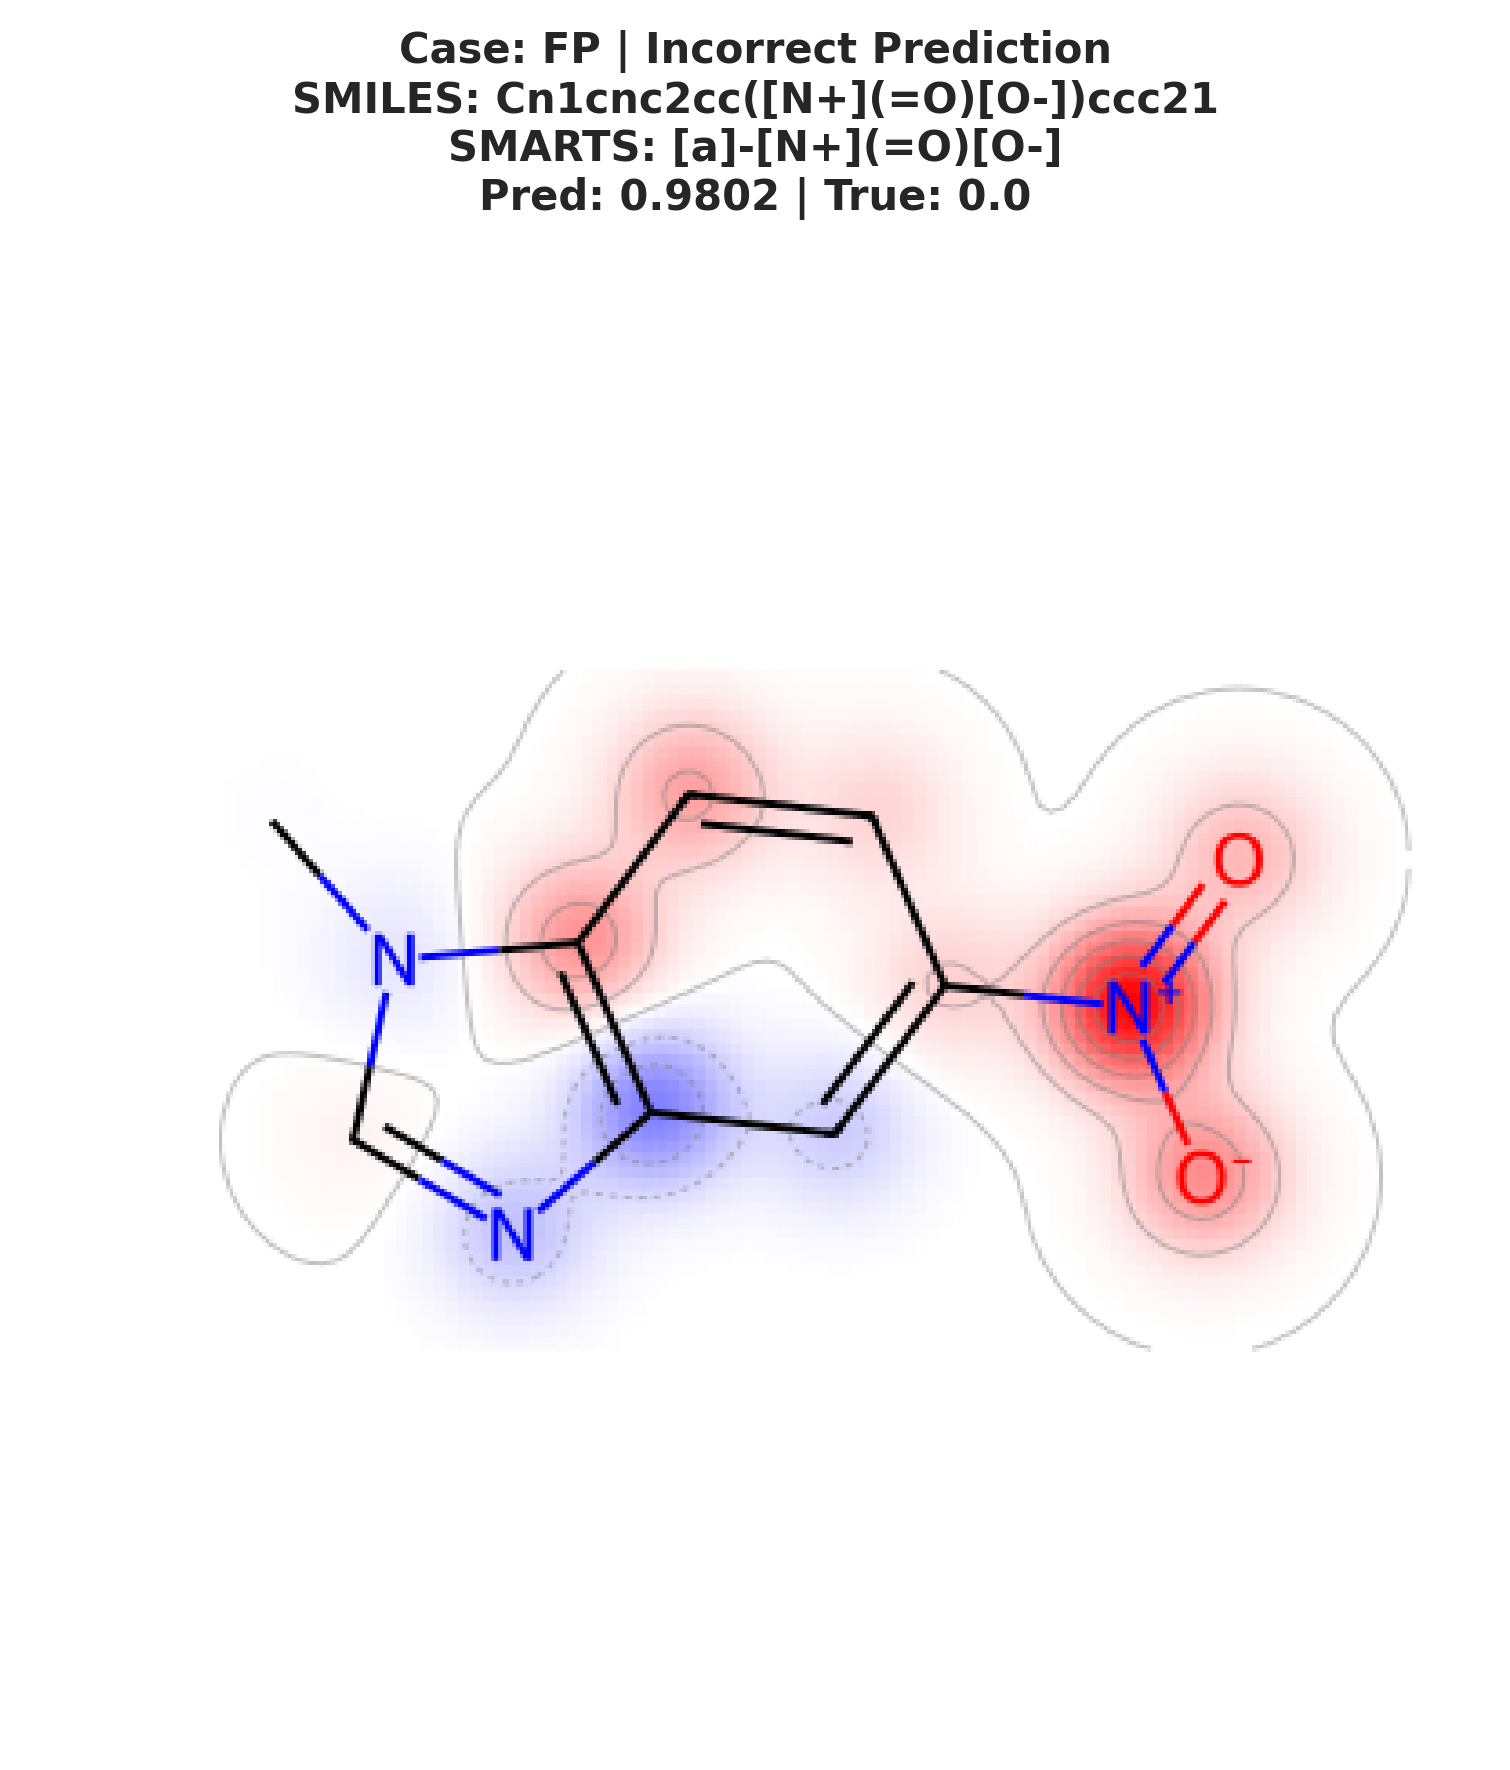 Case: FP | Incorrect Prediction
SMILES: Cn1cnc2cc([N+](=O)[O-])ccc21
SMARTS: [a]-[N+](=O)[O-]
Pred: 0.9802 | True: 0.0
O
N
N+
O-
N